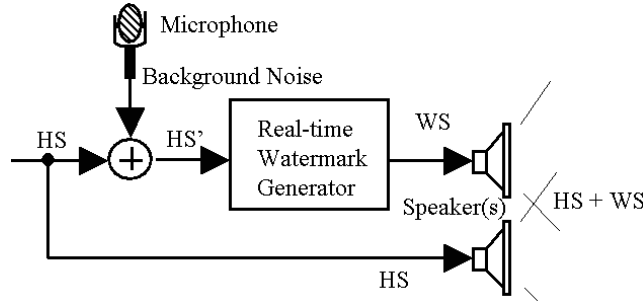 Microphone
Background Noise
HS
HS’
Real-time
Watermark
Generator
WS
Speaker(s)
HS + WS
HS